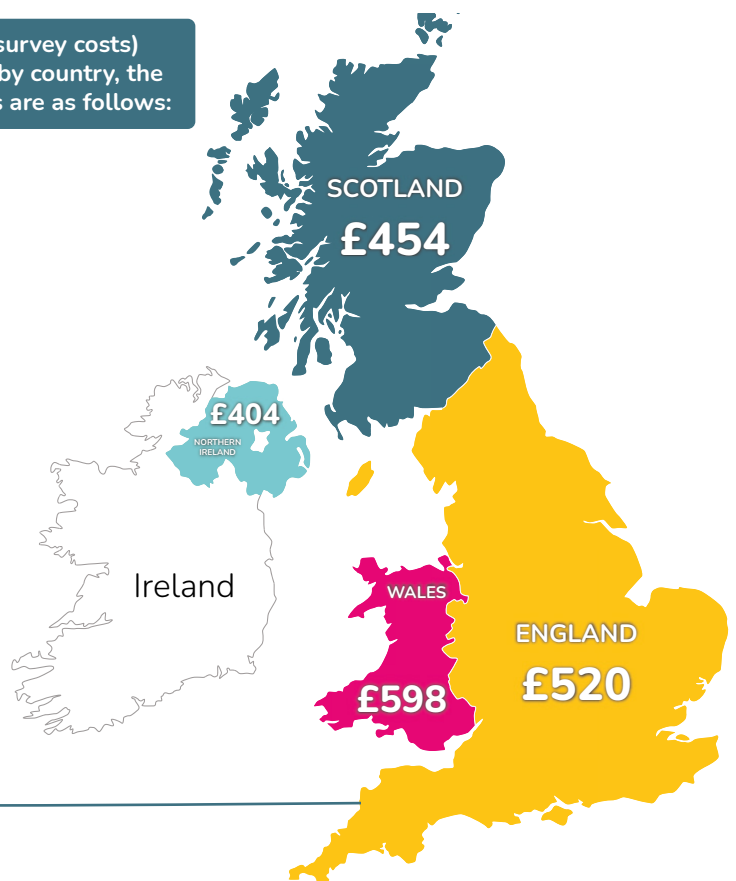 survey costs)
by country, the
s are as follows:
SCOTLAND
£454
£404
NORTHERN
IRELAND
Ireland
WALES
£598
ENGLAND
£520